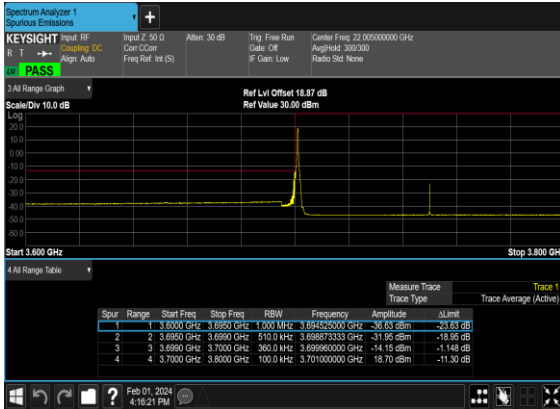 Spectrum Analyzer 1
Spurious Emissions
+
KEYSIGHT
R T
PASS
Input: RF
Coupling: DC
Align: Auto
Input Z: 50 Ω
Corr CCorr
Freq Ref: Int (S)
Atten: 30 dB
Trig: Free Run
Gate: Off
IF Gain: Low
Center Freq: 22.005000000 GHz
Avg|Hold: 300/300
Radio Std: None
3 All Range Graph
Scale/Div 10.0 dB
Ref Lvl Offset 18.87 dB
Ref Value 30.00 dBm
Log
20.0
10.0
0.00
-10.0
-20.0
-30.0
-40.0
-50.0
-60.0
Start 3.600 GHz
Stop 3.800 GH
4 All Range Table
Measure Trace Trace 1
Trace Type Trace Average (Active)
Spur Range Start Freq Stop Freq RBW Frequency Amplitude ΔLimit
1 1 3.6000 GHz 3.6950 GHz 1.000 MHz 3.694525000 GHz -36.63 dBm -23.63 dB
2 2 3.6950 GHz 3.6990 GHz 510.0 kHz 3.698873333 GHz -31.95 dBm -18.95 dB
3 3 3.6990 GHz 3.7000 GHz 360.0 kHz 3.699960000 GHz -14.15 dBm -1.148 dB
4 4 3.7000 GHz 3.8000 GHz 100.0 kHz 3.701000000 GHz 18.70 dBm -11.30 dB
?
Feb 01, 2024
4:16:21 PM